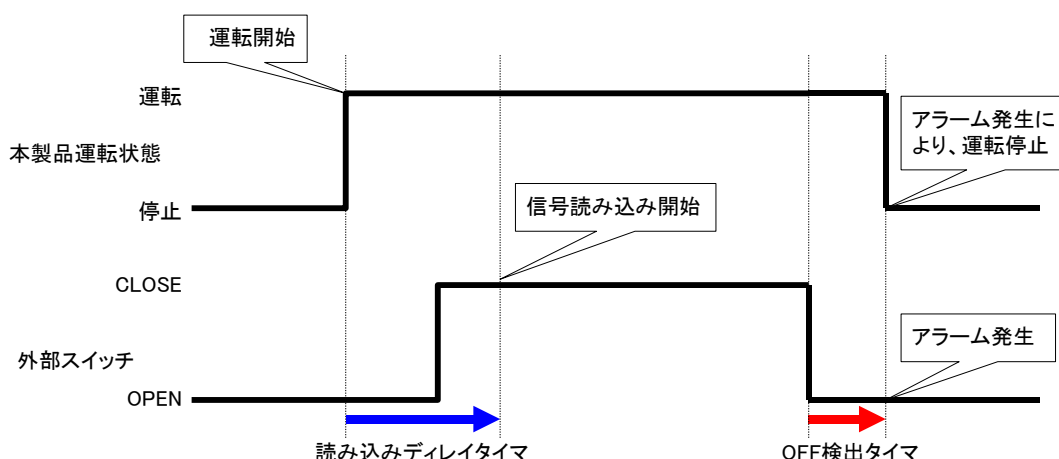 運転開始
運転
本製品運転状態
停止
アラーム発生に
より、運転停止
信号読み込み開始
CLOSE
外部スイッチ
OPEN
アラーム発生
読み込みディレイタイマ
OFF検出タイマ